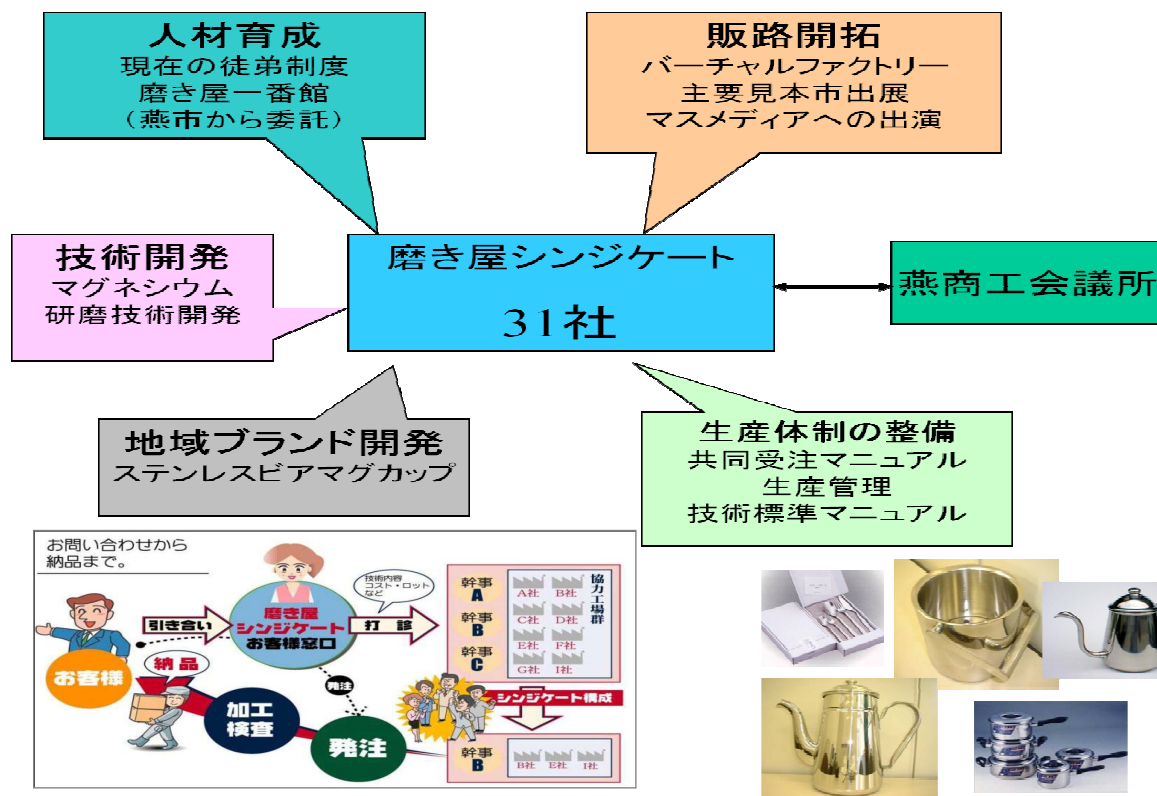 人材育成
現在の徒弟制度
磨き屋一番館
（燕市から委託）
販路開拓
バーチャルファクトリー
主要見本市出展
マスメディアへの出演
技術開発
マグネシウム
研磨技術開発
磨き屋シンジケート
31社
燕商工会議所
地域ブランド開発
ステンレスビアマグカップ
生産体制の整備
共同受注マニュアル
生産管理
技術標準マニュアル
お問い合わせから
納品まで。
お客様
引き合い
磨き屋
シンジケート
お客様窓口
技術内容
コスト・ロット
など
打診
幹事
A
幹事
B
幹事
C
A社 B社
C社 D社
E社 F社
G社 I社
協力工場群
シンジケート構成
幹事
B
B社 E社 I社
発注
発注
加工
検査
納品